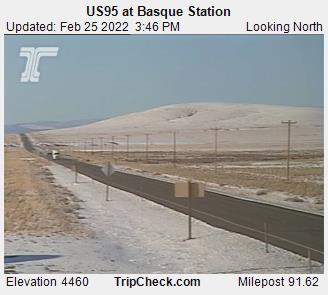 US95 at Basque Station
Updated: Feb 25 2022 3:46 PM Looking North
Elevation 4460 TripCheck.com Milepost 91.62